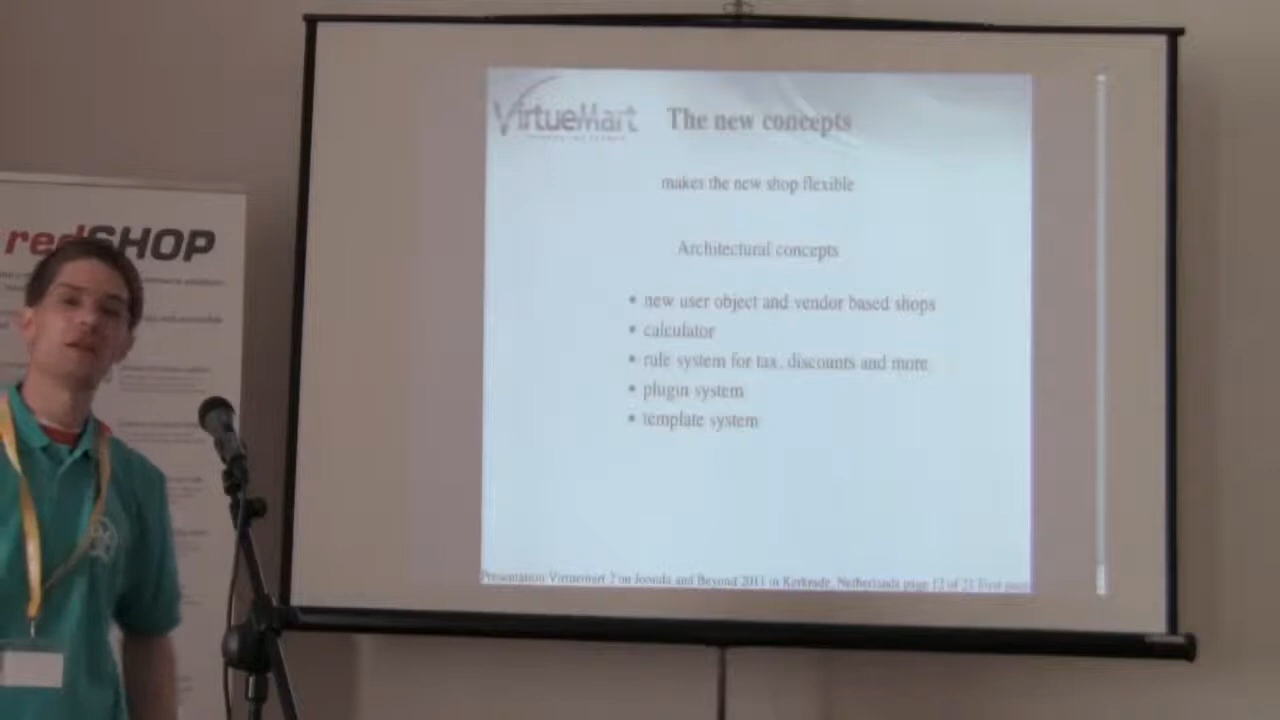 redSHOP
VirtueMart
The new concepts
makes the new shop flexible
Architectural concepts
• new user object and vendor based shops
• calculator
• rule system for tax, discounts and more
• plugin system
• template system
Presentation Virtuemart 2 on Joomla and Beyond 2011 in Kerkrade, Netherlands page 12 of 21 First page